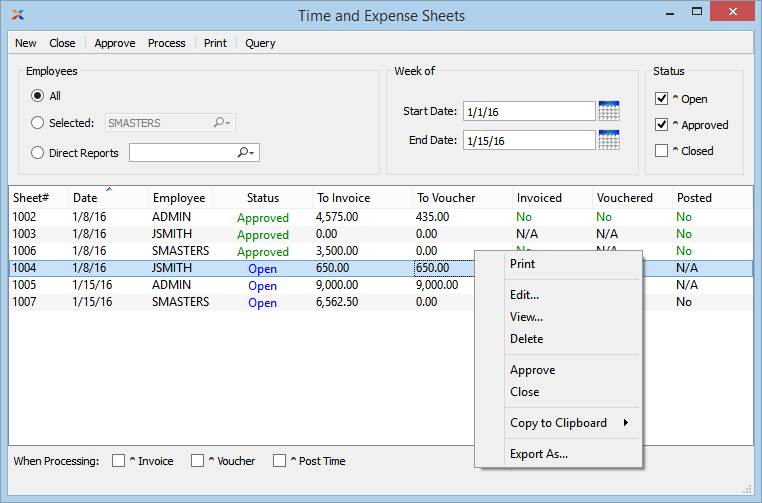 Time and Expense Sheets
New Close Approve Process Print Query
Employees
All
Selected: SMASTERS
Direct Reports
Week of
Start Date: 1/1/16
End Date: 1/15/16
Status
^ Open
^ Approved
^ Closed
Sheet# Date Employee Status To Invoice To Voucher Invoiced Vouchered Posted
1002 1/8/16 ADMIN Approved 4,575.00 435.00 No No No
1003 1/8/16 JSMITH Approved 0.00 0.00 N/A N/A No
1006 1/8/16 SMASTERS Approved 3,500.00 0.00 No
1004 1/8/16 JSMITH Open 650.00 650.00 N/A
1005 1/15/16 ADMIN Open 9,000.00 9,000.00 N/A
1007 1/15/16 SMASTERS Open 6,562.50 0.00 No
Print
Edit...
View...
Delete
Approve
Close
Copy to Clipboard
Export As...
When Processing: ^ Invoice ^ Voucher ^ Post Time